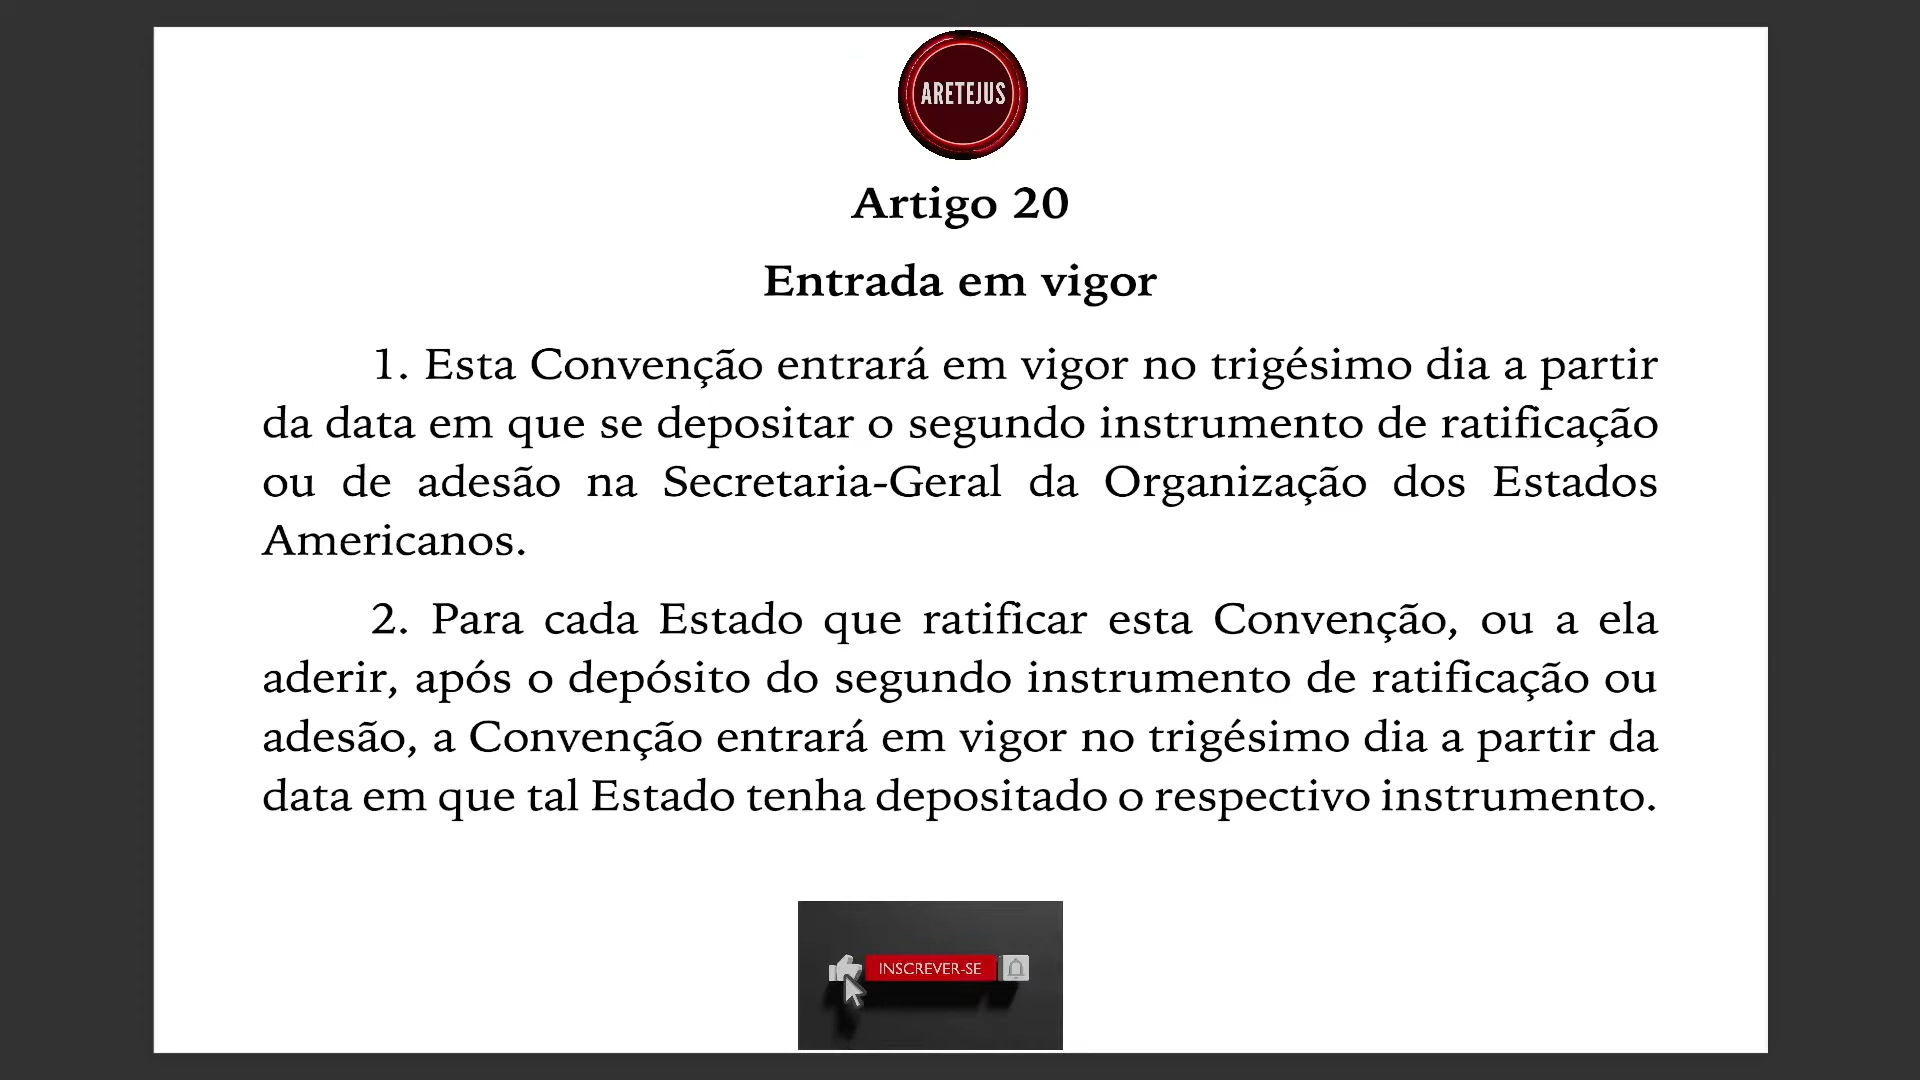 ARETEJUS
Artigo 20
Entrada em vigor
1. Esta Convenção entrará em vigor no trigésimo dia a partir
da data em que se depositar o segundo instrumento de ratificação
ou de adesão na Secretaria-Geral da Organização dos Estados
Americanos.
2. Para cada Estado que ratificar esta Convenção, ou a ela
aderir, após o depósito do segundo instrumento de ratificação ou
adesão, a Convenção entrará em vigor no trigésimo dia a partir da
data em que tal Estado tenha depositado o respectivo instrumento.
INSCREVER-SE